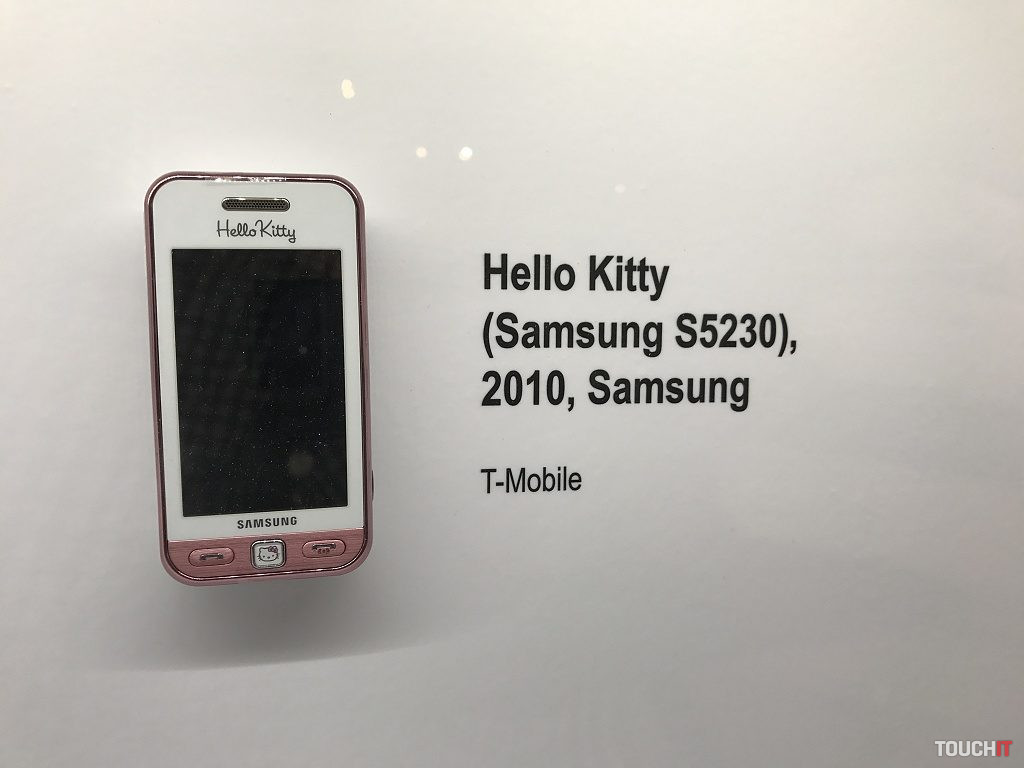 Hello Kitty
SAMSUNG
Hello Kitty
(Samsung S5230),
2010, Samsung
T-Mobile
TOUCHIT